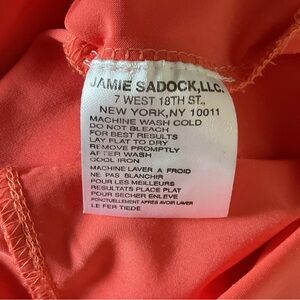 JAMIE SADOCK,LLC.
7 WEST 18TH ST.,
NEW YORK,NY 10011
MACHINE WASH COLD
DO NOT BLEACH
FOR BEST RESULTS
LAY FLAT TO DRY
REMOVE PROMPTLY
AFTER WASH
COOL IRON
MACHINE LAVER A FROID
NE PAS BLANCHIR
POUR LES MEILLEURS
RESULTATS PLACE PLAT
POUR SECHER ENLEVE
PONCTUELLEMENT APRES AVOIR LAVER
LE FER TIEDE